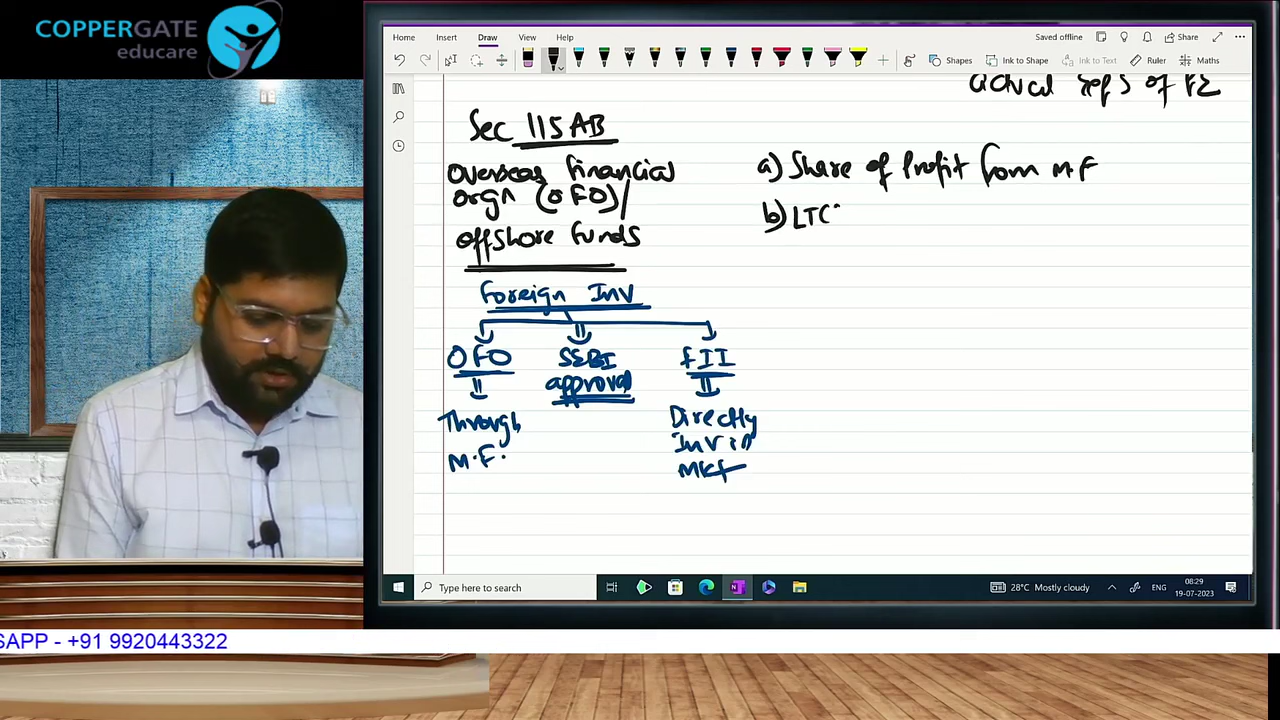 COPPERGATE
educare
Home Insert Draw View Help
Saved offline
Share
Shapes Ink to Shape Ink to Text Ruler Maths
Sec 115AB
Overseas Financial
orgn (OFO)/
offshore Funds
a) Share of Profit from MF
b) LTC
Foreign Inv
OFO SEBI FII
approval
Through Directly
M.F. Inv in
Mkt
Type here to search
28°C Mostly cloudy
ENG
08:29
19-07-2023
SAPP - +91 9920443322